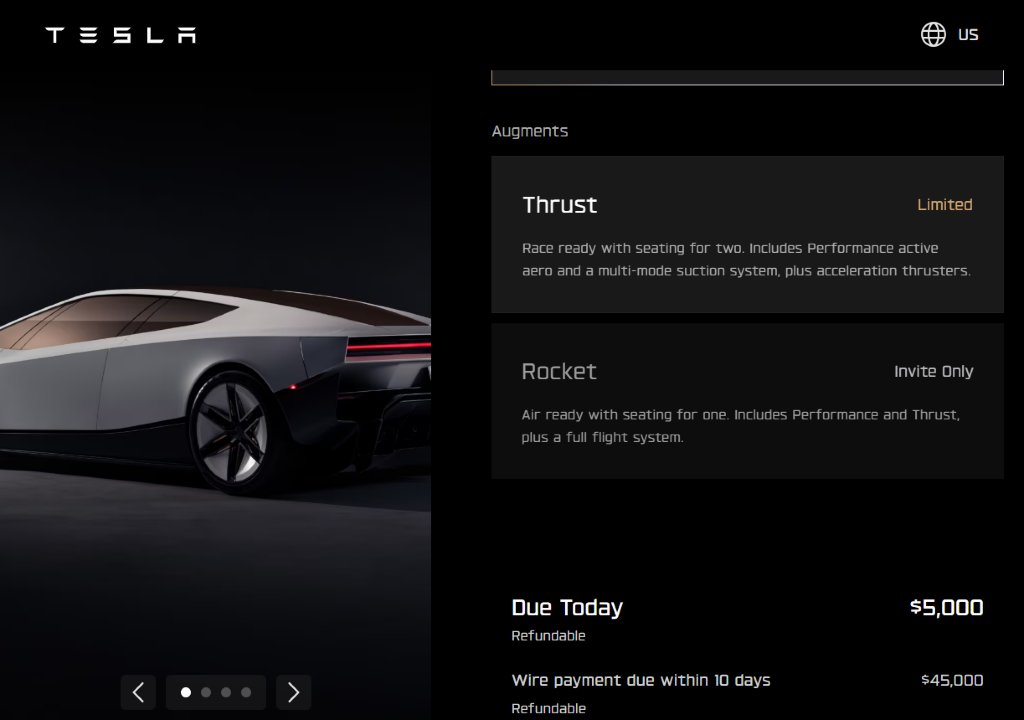 TESLA
US
Augments
Thrust
Limited
Race ready with seating for two. Includes Performance active
aero and a multi-mode suction system, plus acceleration thrusters.
Rocket
Invite Only
Air ready with seating for one. Includes Performance and Thrust,
plus a full flight system.
Due Today
$5,000
Refundable
Wire payment due within 10 days
$45,000
Refundable